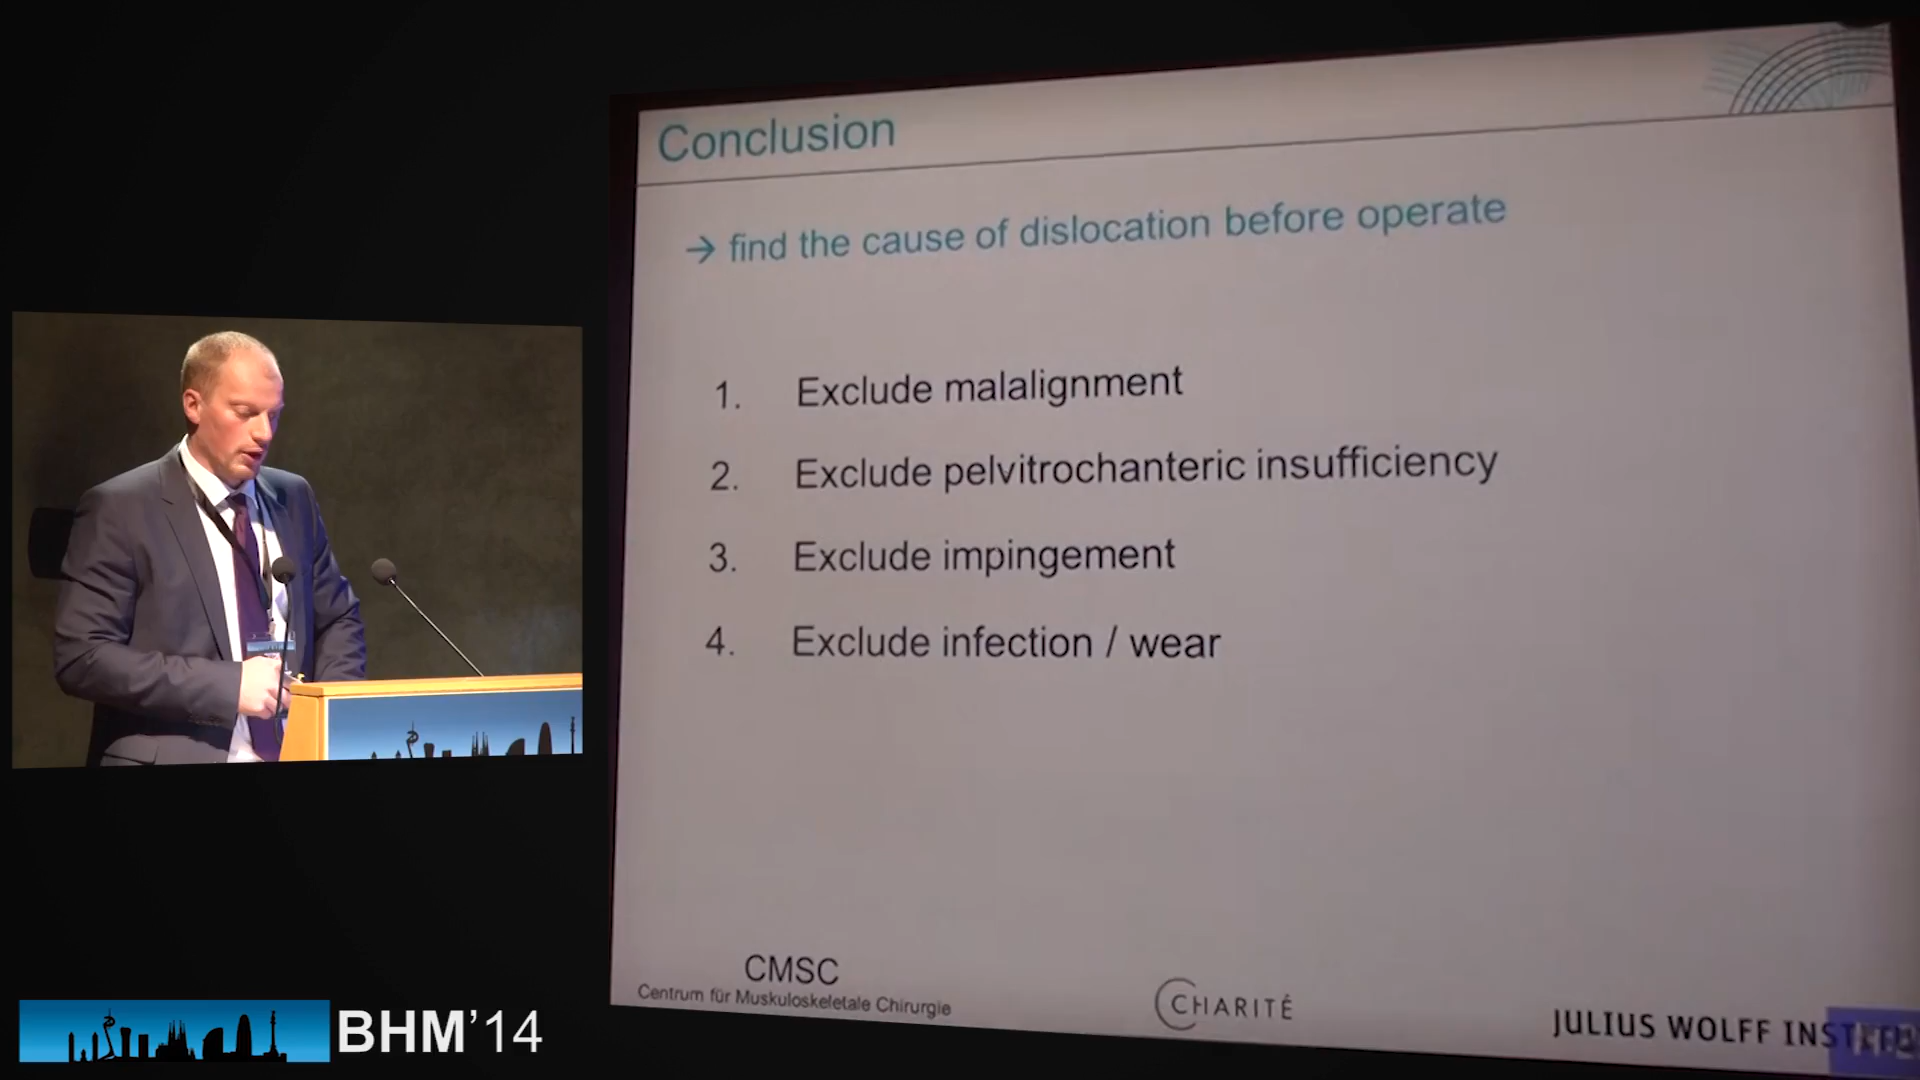 Conclusion
→ find the cause of dislocation before operate
1. Exclude malalignment
2. Exclude pelvitrochanteric insufficiency
3. Exclude impingement
4. Exclude infection / wear
CMSC
Centrum für Muskuloskeletale Chirurgie
CHARITÉ
JULIUS WOLFF
BHM'14